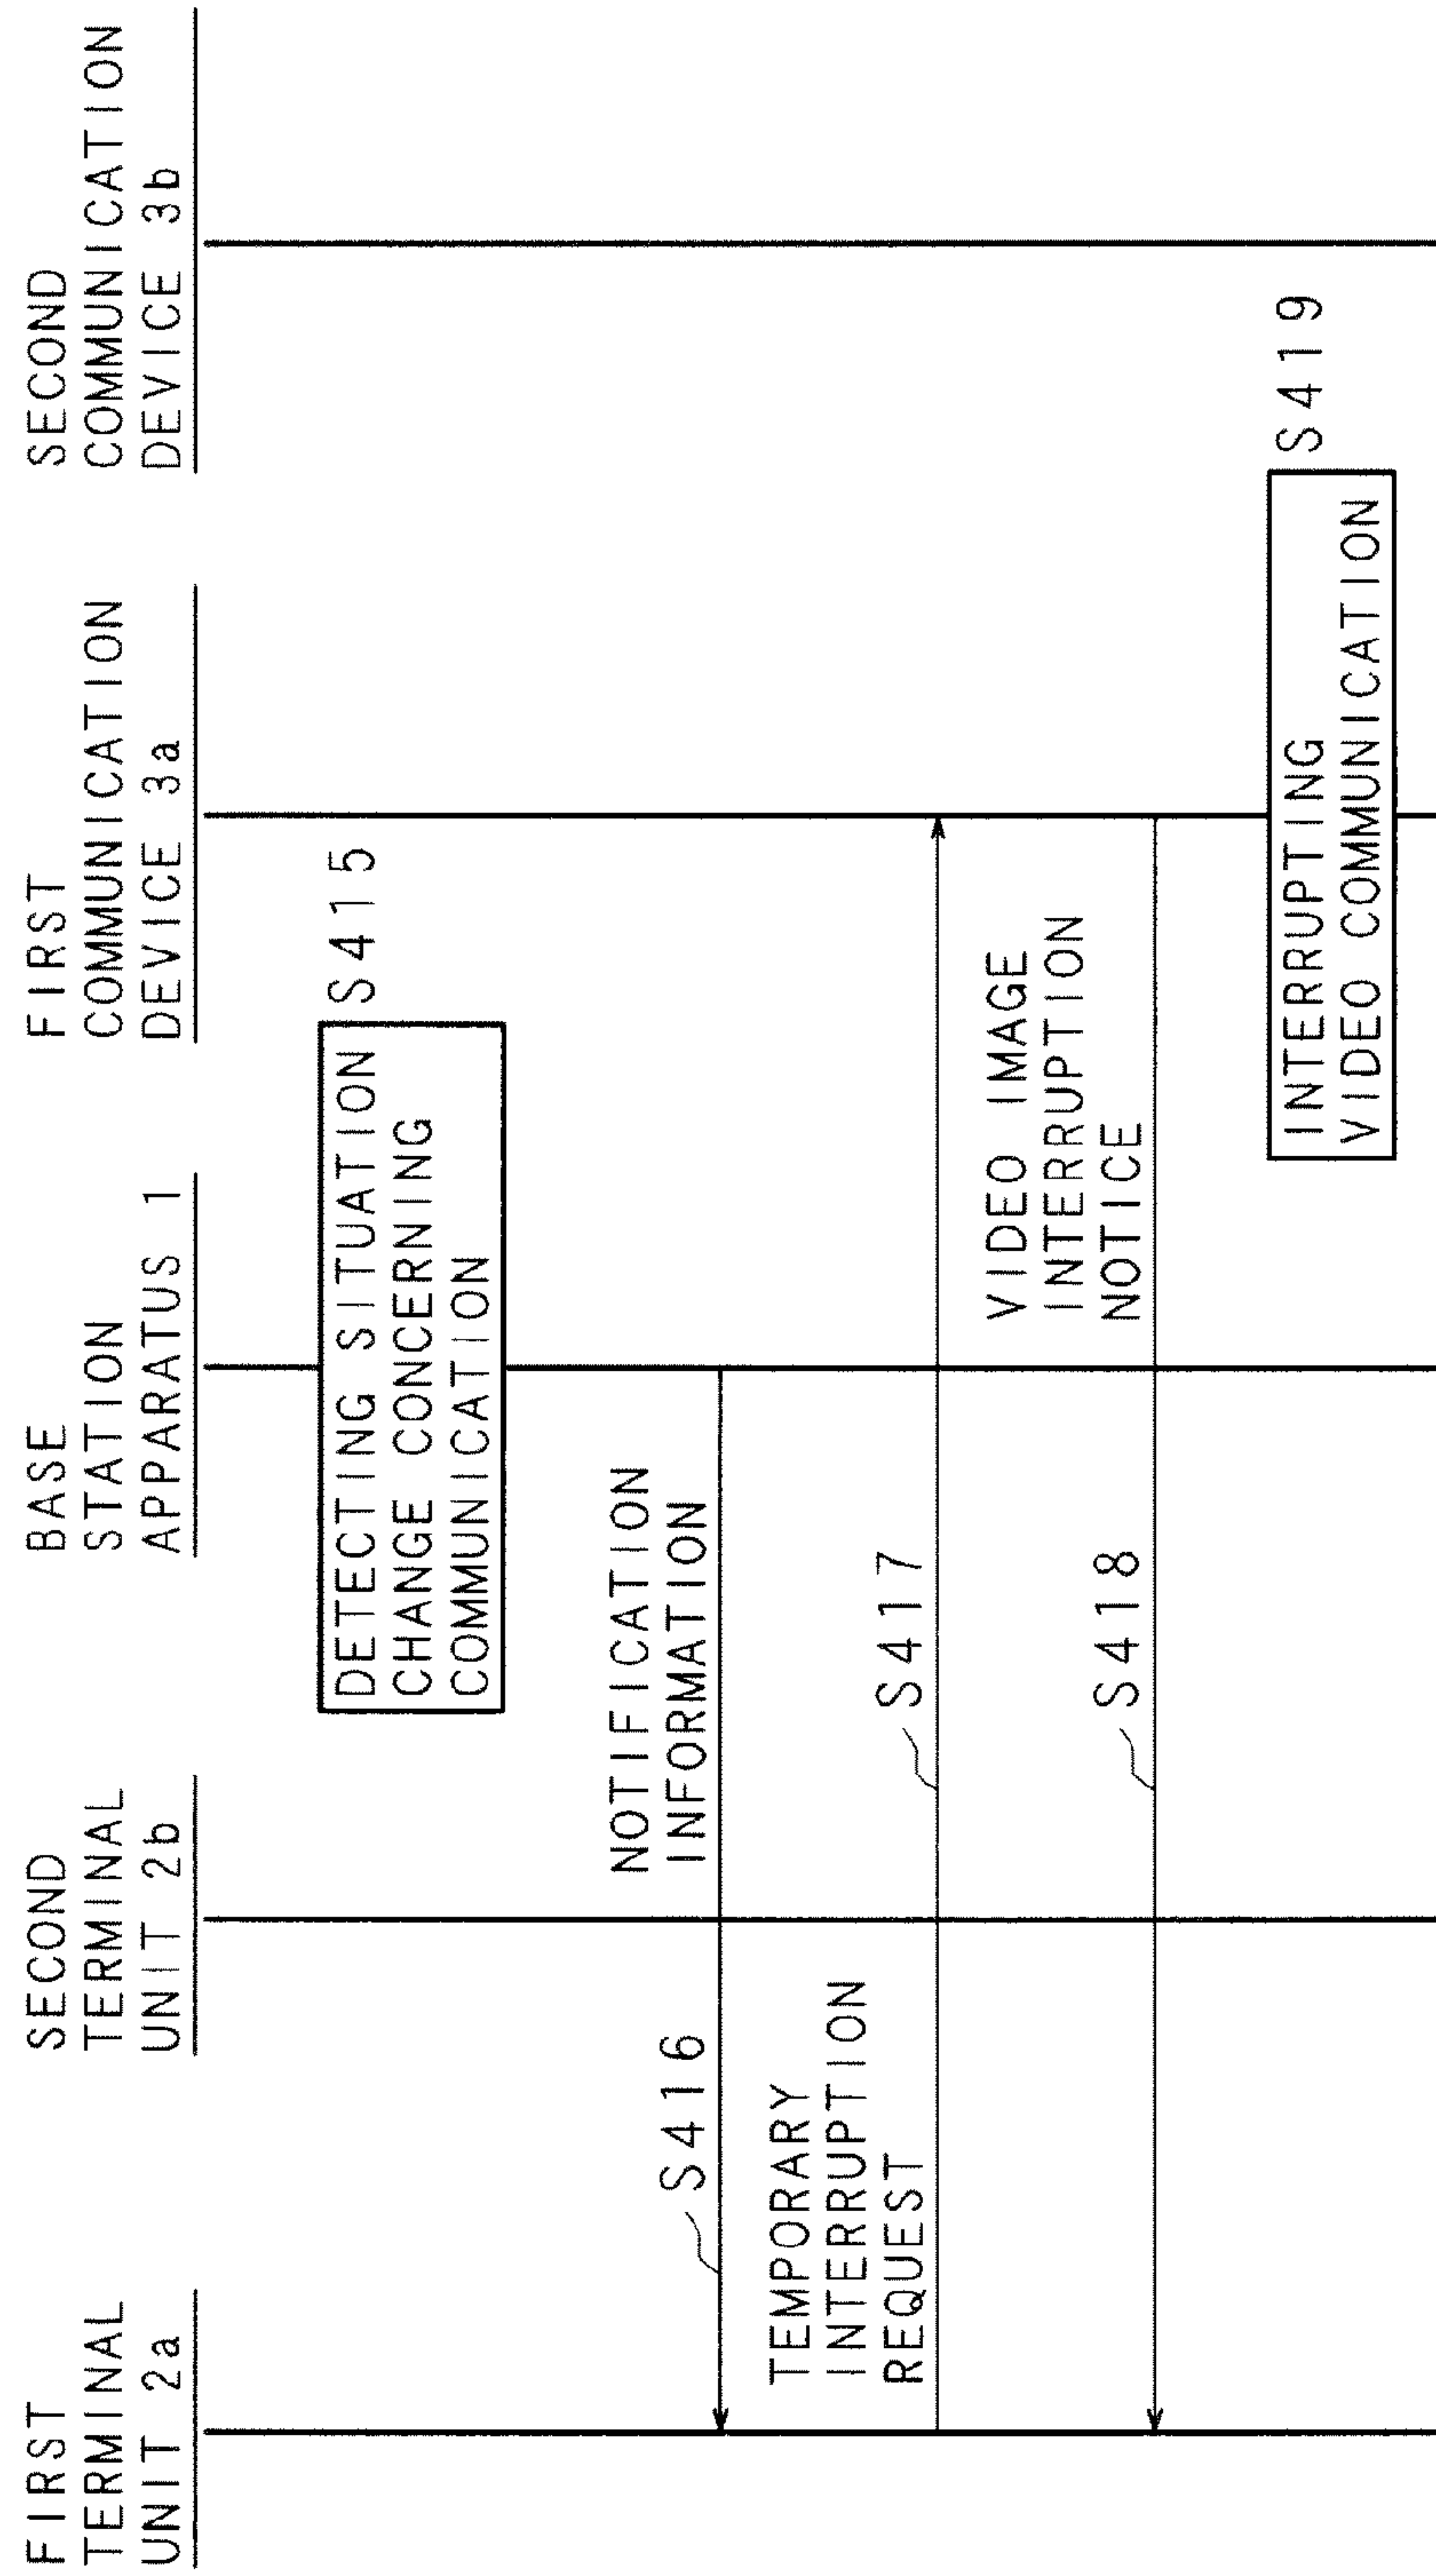 FIRST
TERMINAL
UNIT 2a
SECOND
TERMINAL
UNIT 2b
BASE
STATION
APPARATUS 1
FIRST
COMMUNICATION
DEVICE 3a
SECOND
COMMUNICATION
DEVICE 3b
DETECTING SITUATION
CHANGE CONCERNING
COMMUNICATION
S415
NOTIFICATION
INFORMATION
S416
TEMPORARY
INTERRUPTION
REQUEST
S417
VIDEO IMAGE
INTERRUPTION
NOTICE
S418
INTERRUPTING
VIDEO COMMUNICATION
S419